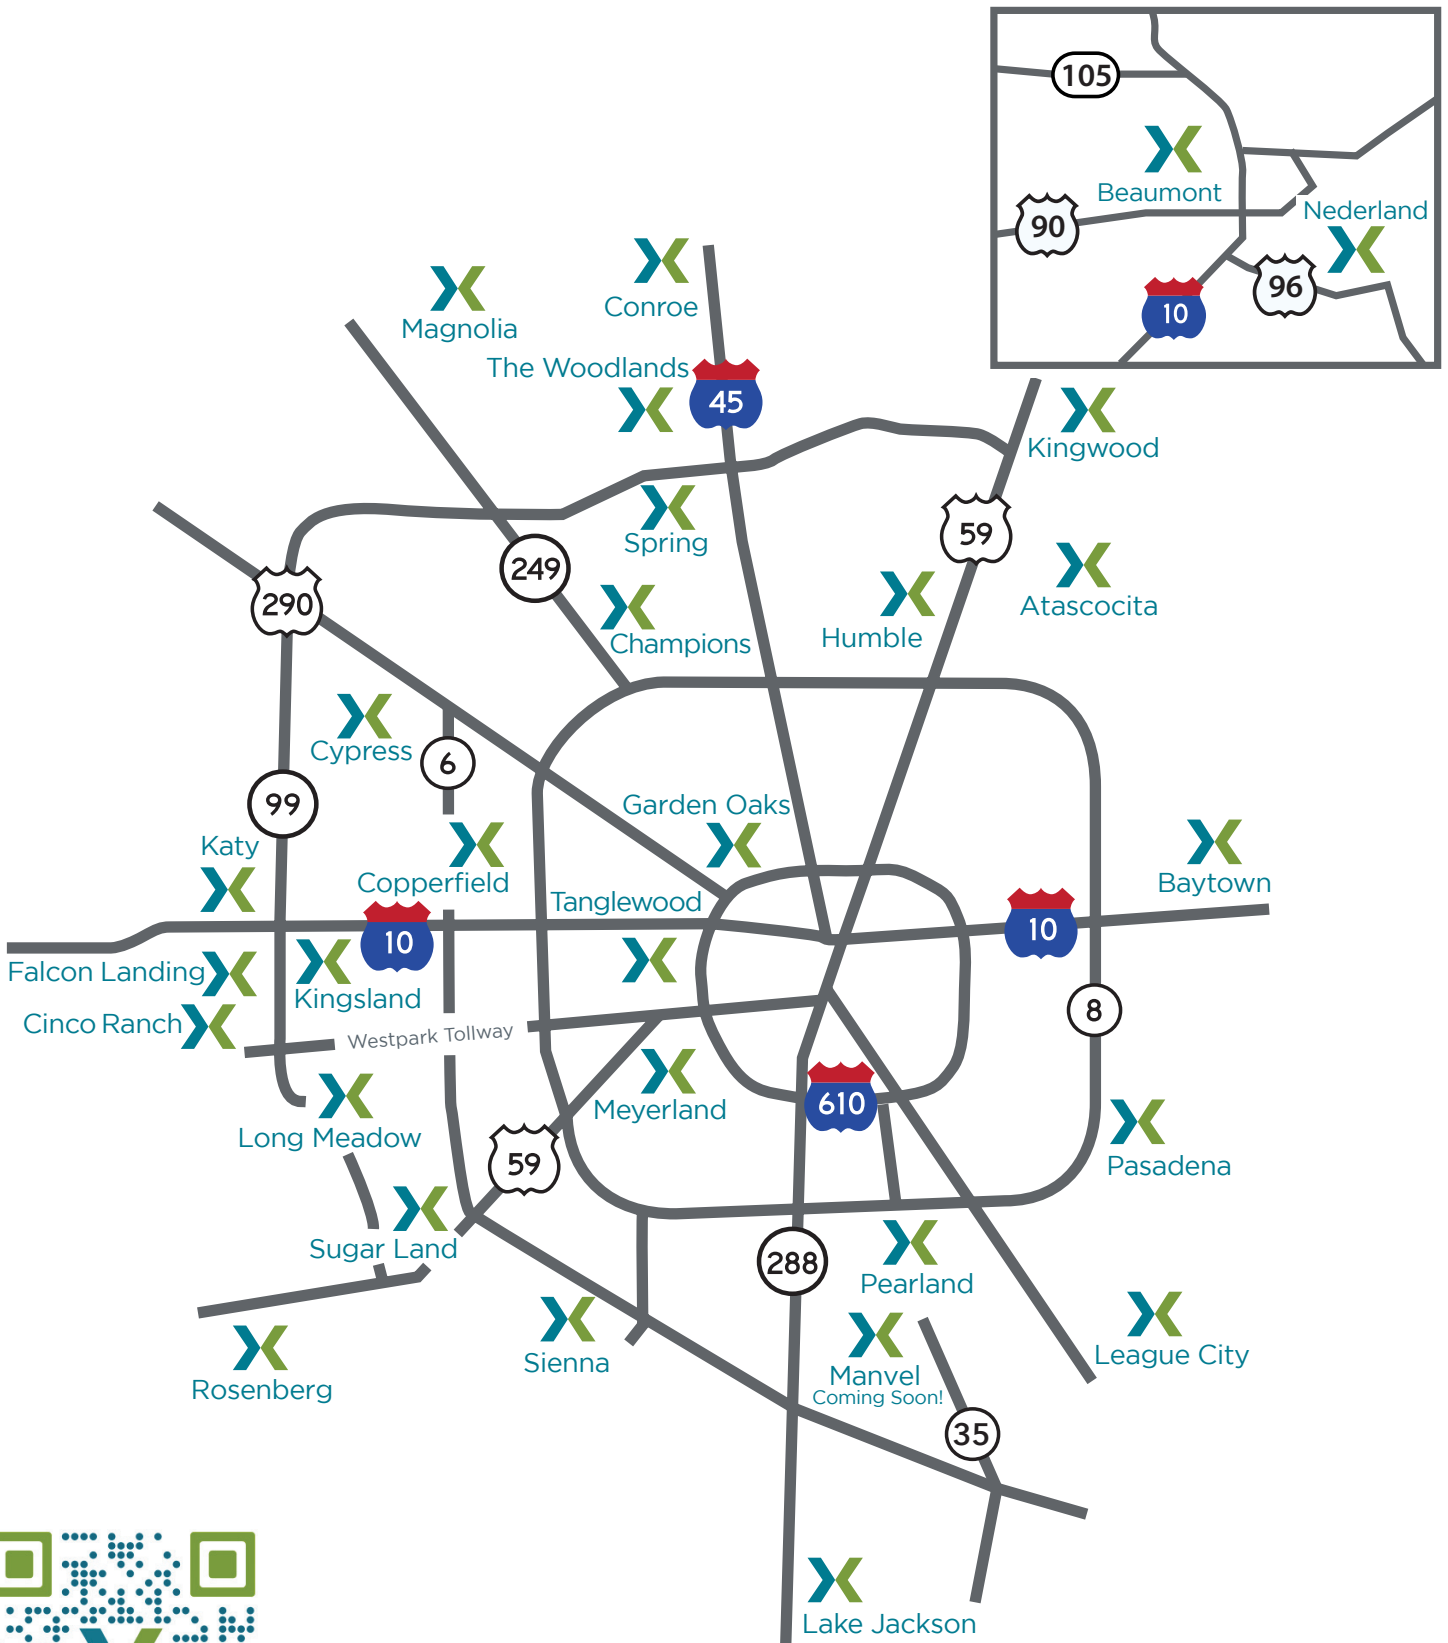 105
Beaumont
90
Nederland
96
10
Conroe
Magnolia
The Woodlands
45
Kingwood
Spring
59
249
Atascocita
290
Champions
Humble
Cypress
6
99
Garden Oaks
Katy
Copperfield
Baytown
Tanglewood
10
10
Falcon Landing
Kingsland
Cinco Ranch
Westpark Tollway
8
Meyerland
610
Long Meadow
59
Pasadena
Sugar Land
288
Pearland
Sienna
Manvel
Coming Soon!
League City
Rosenberg
35
Lake Jackson